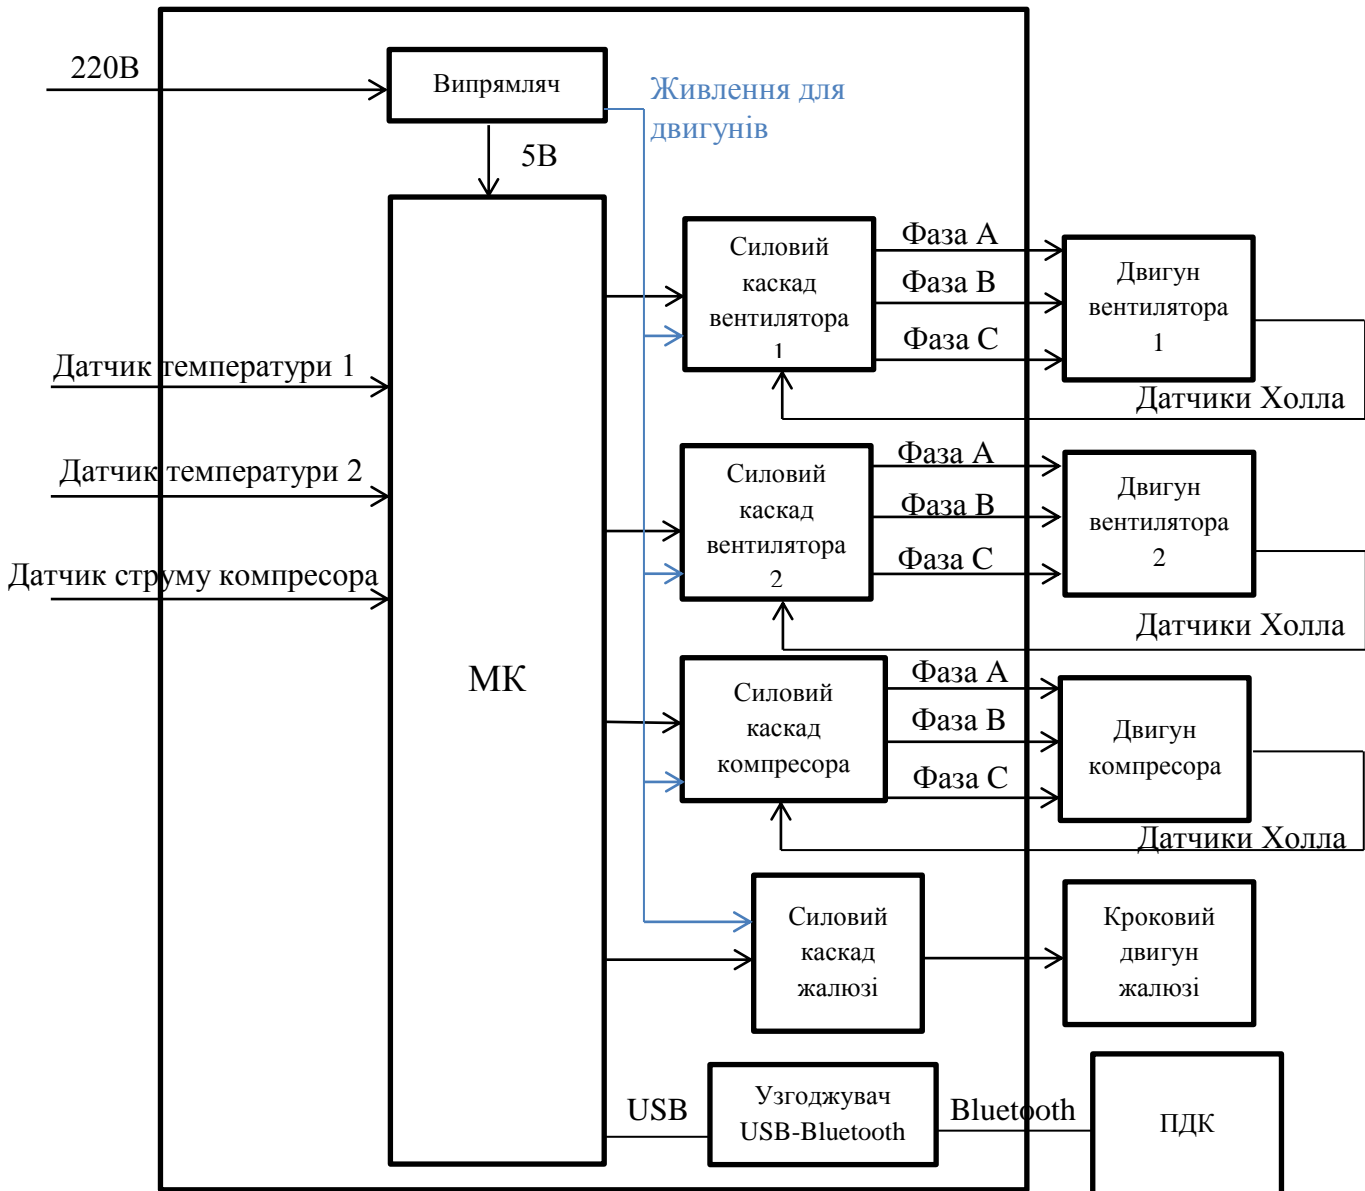 220В
Випрямляч
Живлення для
двигунів
5В
Силовий
каскад
вентилятора
1
Фаза А
Фаза В
Фаза С
Двигун
вентилятора
1
Датчик температури 1
Датчики Холла
Датчик температури 2
Силовий
каскад
вентилятора
2
Фаза А
Фаза В
Фаза С
Двигун
вентилятора
2
Датчик струму компресора
Датчики Холла
МК
Силовий
каскад
компресора
Фаза А
Фаза В
Фаза С
Двигун
компресора
Датчики Холла
Силовий
каскад
жалюзі
Кроковий
двигун
жалюзі
USB
Узгоджувач
USB-Bluetooth
Bluetooth
ПДК